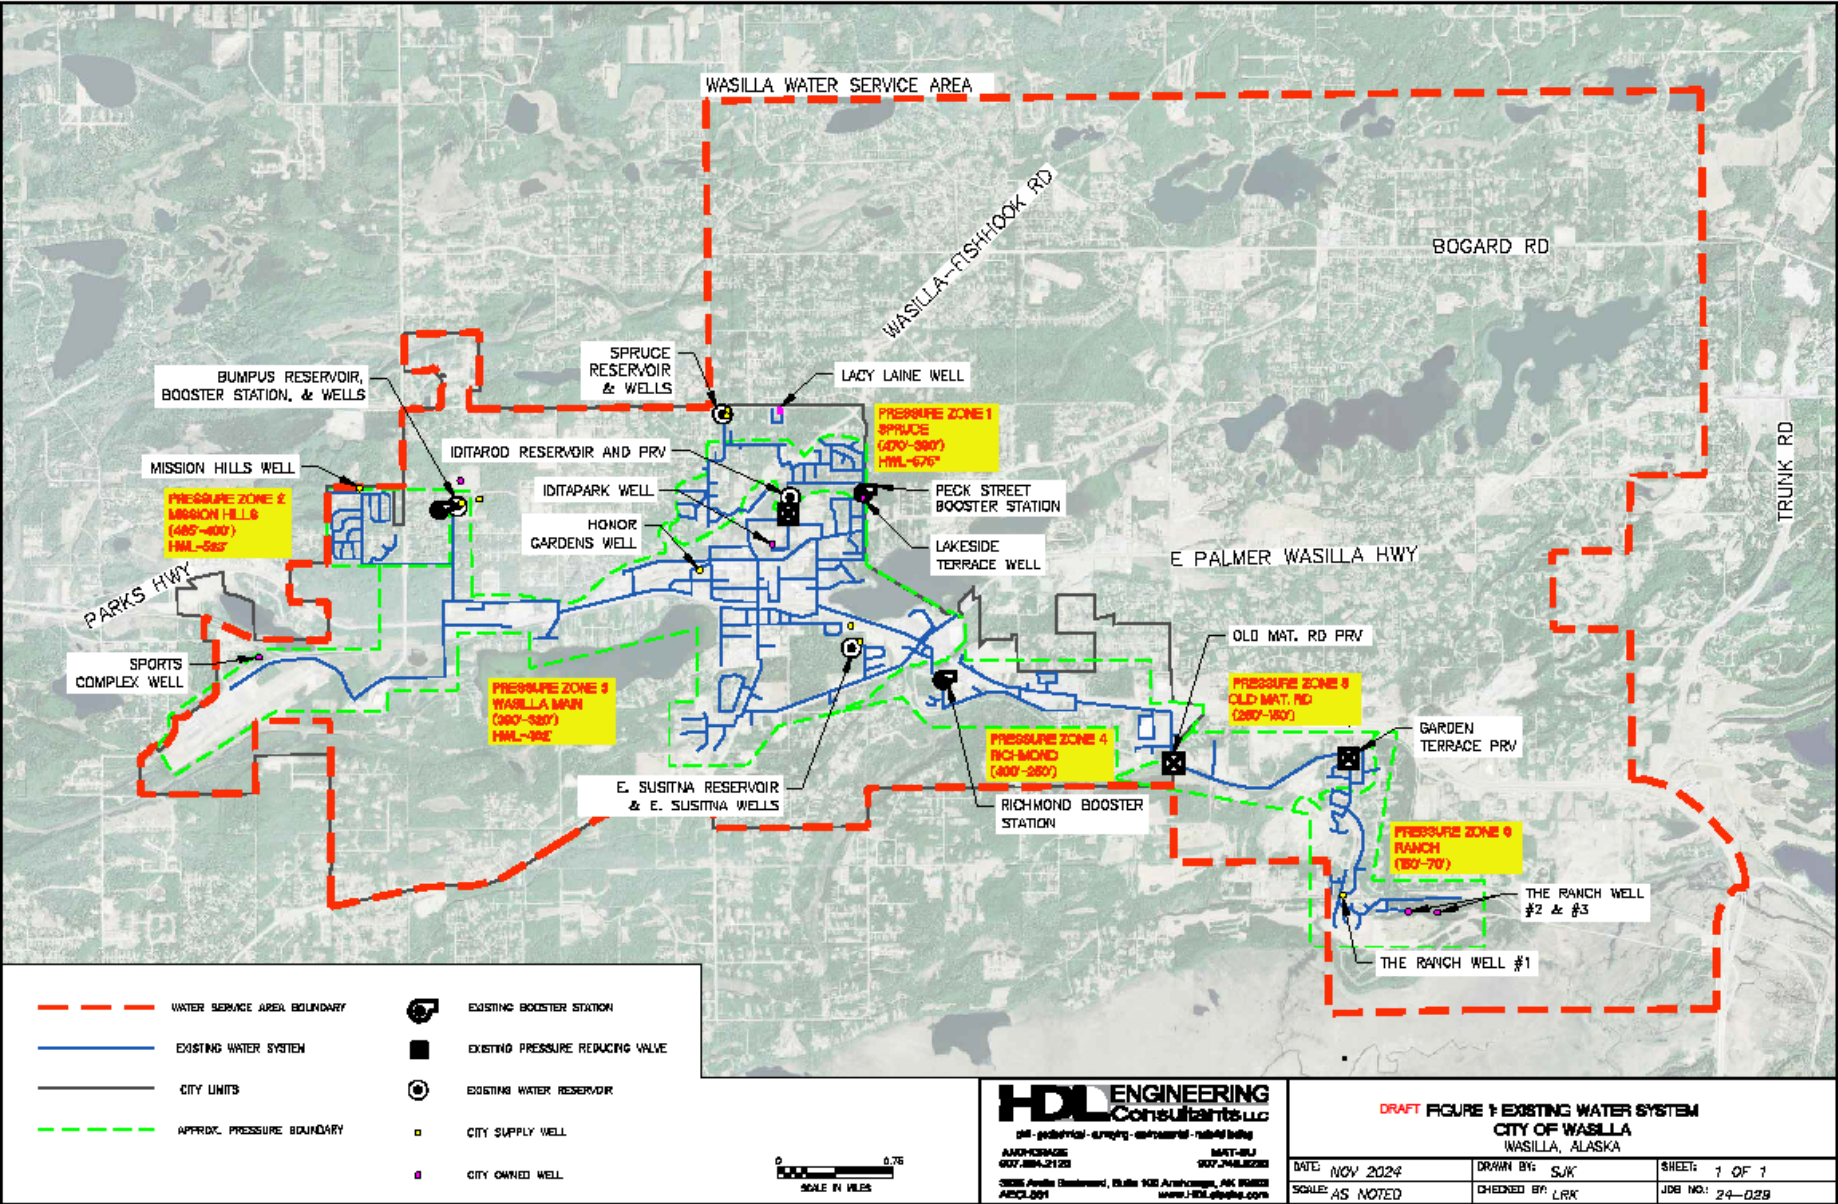 WASILLA WATER SERVICE AREA
WASILLA-FISHHOOK RD
BOGARD RD
TRUNK RD
SPRUCE
RESERVOIR
& WELLS
LACY LAINE WELL
BUMPUS RESERVOIR,
BOOSTER STATION, & WELLS
PRESSURE ZONE 1
SPRUCE
IDITAROD RESERVOIR AND PRV
MISSION HILLS WELL
IDITAPARK WELL
PECK STREET
BOOSTER STATION
PRESSURE ZONE 2
MISSION HILLS
HONOR
GARDENS WELL
LAKESIDE
TERRACE WELL
E PALMER WASILLA HWY
PARKS HWY
OLD MAT. RD PRV
SPORTS
COMPLEX WELL
PRESSURE ZONE 3
WASILLA MAIN
PRESSURE ZONE 5
OLD MAT. RD
GARDEN
TERRACE PRV
PRESSURE ZONE 4
RICHMOND
E. SUSITNA RESERVOIR
& E. SUSITNA WELLS
RICHMOND BOOSTER
STATION
PRESSURE ZONE 6
RANCH
THE RANCH WELL
#2 & #3
THE RANCH WELL #1
WATER SERVICE AREA BOUNDARY
EXISTING WATER SYSTEM
CITY LIMITS
APPROX. PRESSURE BOUNDARY
EXISTING BOOSTER STATION
EXISTING PRESSURE REDUCING VALVE
EXISTING WATER RESERVOIR
CITY SUPPLY WELL
CITY OWNED WELL
0 0.75
SCALE IN MILES
HDL ENGINEERING
Consultants LLC
ANCHORAGE
MAT-SU
DRAFT FIGURE 1: EXISTING WATER SYSTEM
CITY OF WASILLA
WASILLA, ALASKA
DATE: NOV 2024
DRAWN BY: SJK
SHEET: 1 OF 1
SCALE: AS NOTED
CHECKED BY: LRK
JOB NO.: 24-029